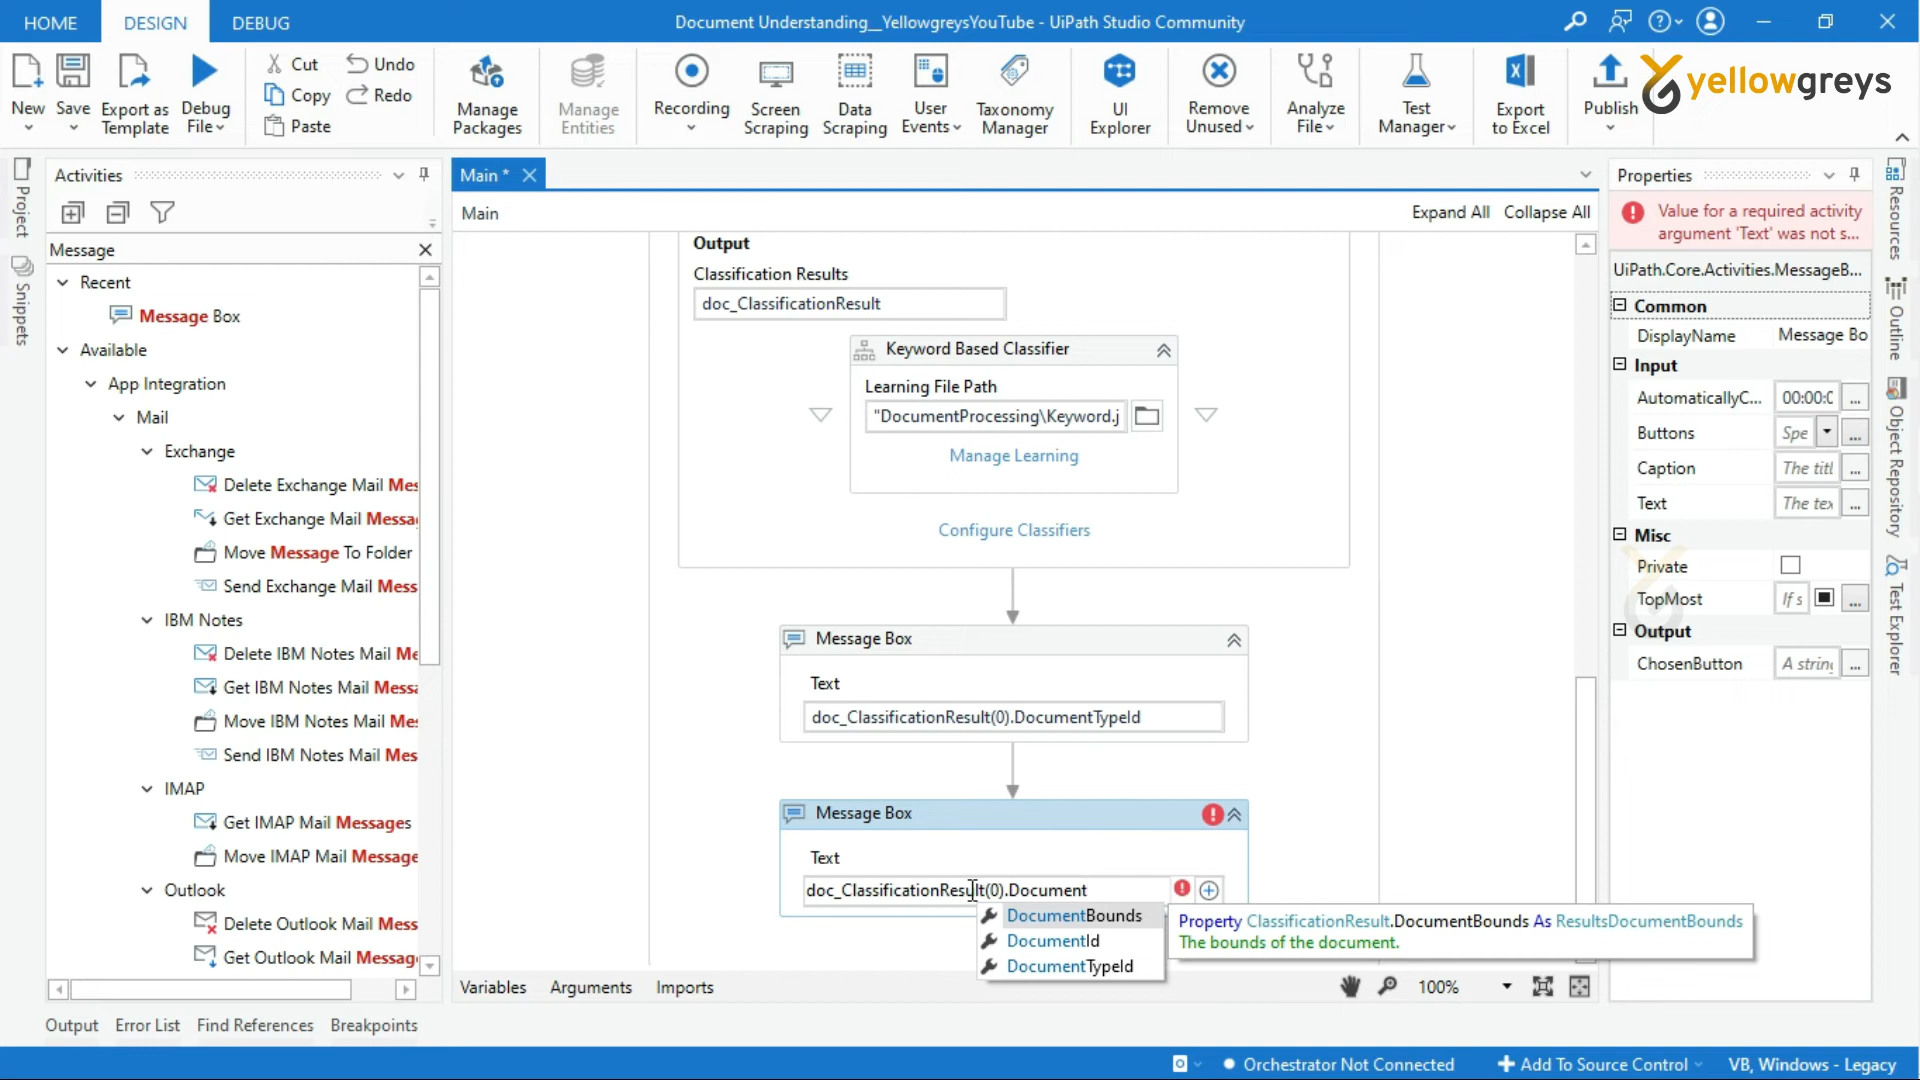 HOME
DESIGN
DEBUG
Document Understanding__YellowgreysYouTube - UiPath Studio Community
New
Save
Export as Template
Debug File
Cut
Copy
Paste
Undo
Redo
Manage Packages
Manage Entities
Recording
Screen Scraping
Data Scraping
User Events
Taxonomy Manager
UI Explorer
Remove Unused
Analyze File
Test Manager
Export to Excel
Publish
yellowgreys
Project
Snippets
Activities
Message
Recent
Message Box
Available
App Integration
Mail
Exchange
Delete Exchange Mail Mes
Get Exchange Mail Messa
Move Message To Folder
Send Exchange Mail Mess
IBM Notes
Delete IBM Notes Mail Me
Get IBM Notes Mail Messa
Move IBM Notes Mail Mes
Send IBM Notes Mail Mes
IMAP
Get IMAP Mail Messages
Move IMAP Mail Message
Outlook
Delete Outlook Mail Mess
Get Outlook Mail Message
Main *
Main
Expand All
Collapse All
Output
Classification Results
doc_ClassificationResult
Keyword Based Classifier
Learning File Path
"DocumentProcessing\Keyword.j
Manage Learning
Configure Classifiers
Message Box
Text
doc_ClassificationResult(0).DocumentTypeId
Message Box
Text
doc_ClassificationResult(0).Document
DocumentBounds
DocumentId
DocumentTypeId
Property ClassificationResult.DocumentBounds As ResultsDocumentBounds
The bounds of the document.
Variables
Arguments
Imports
100%
Properties
Value for a required activity
argument 'Text' was not s...
UiPath.Core.Activities.MessageB...
Common
DisplayName
Message Bo
Input
AutomaticallyC...
00:00:0
...
Buttons
Spe
...
Caption
The titl
...
Text
The tex
...
Misc
Private
TopMost
If s
...
Output
ChosenButton
A string
...
Resources
Outline
Object Repository
Test Explorer
Output
Error List
Find References
Breakpoints
Orchestrator Not Connected
Add To Source Control
VB, Windows - Legacy